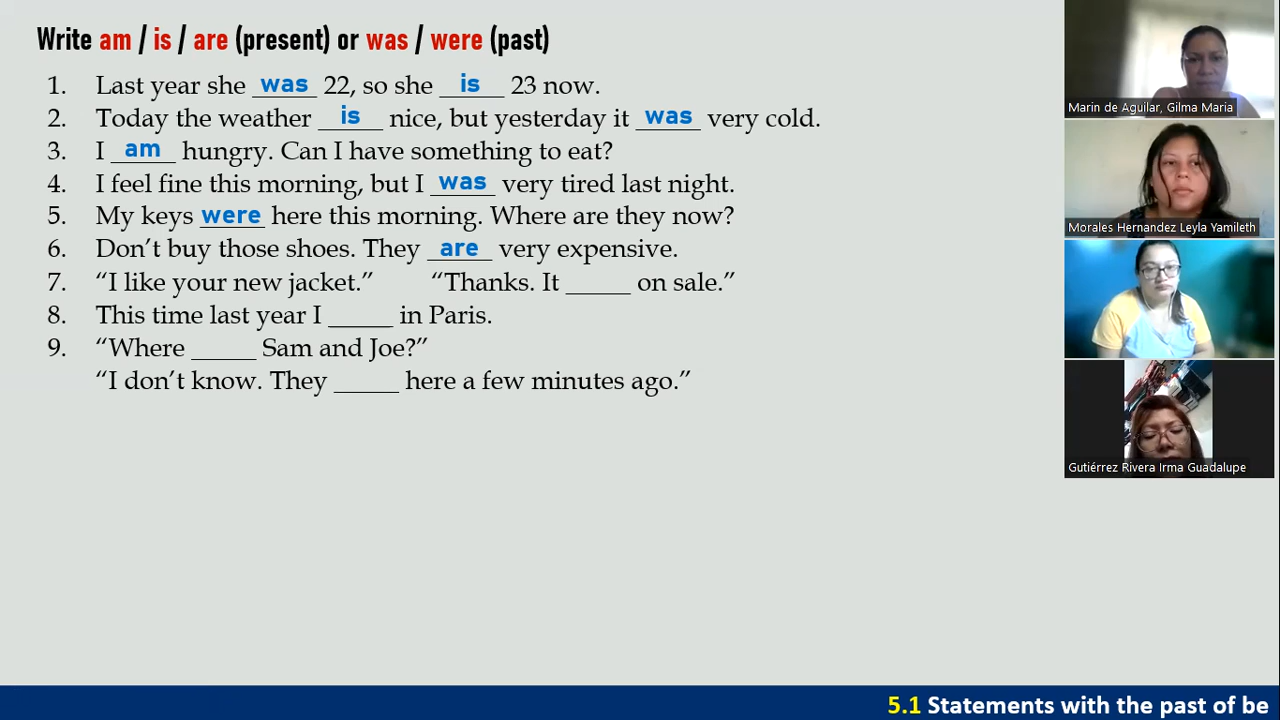 Write am / is / are (present) or was / were (past)
1. Last year she was 22, so she is 23 now.
2. Today the weather is nice, but yesterday it was very cold.
3. I am hungry. Can I have something to eat?
4. I feel fine this morning, but I was very tired last night.
5. My keys were here this morning. Where are they now?
6. Don’t buy those shoes. They are very expensive.
7. “I like your new jacket.” “Thanks. It _____ on sale.”
8. This time last year I _____ in Paris.
9. “Where _____ Sam and Joe?”
“I don’t know. They _____ here a few minutes ago.”
Marin de Aguilar, Gilma Maria
Morales Hernandez Leyla Yamileth
Gutiérrez Rivera Irma Guadalupe
5.1 Statements with the past of be